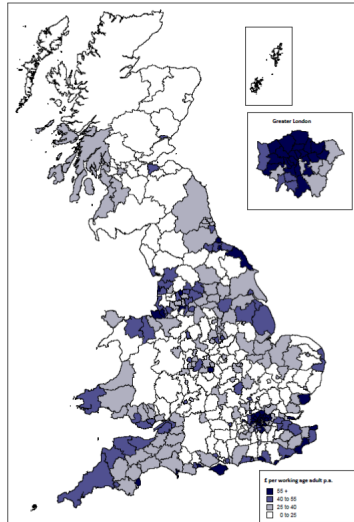 Greater London
£ per working age adult p.a.
55 +
40 to 55
25 to 40
0 to 25